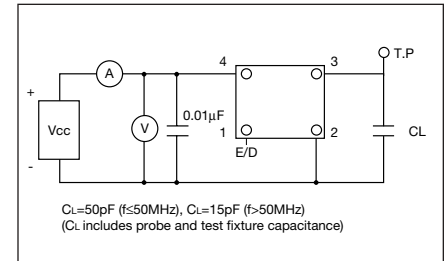 T.P
A
4
3
+
Vcc
V
0.01μF
1
2
CL
E/D
-
CL=50pF (f≤50MHz), CL=15pF (f>50MHz)
(CL includes probe and test fixture capacitance)